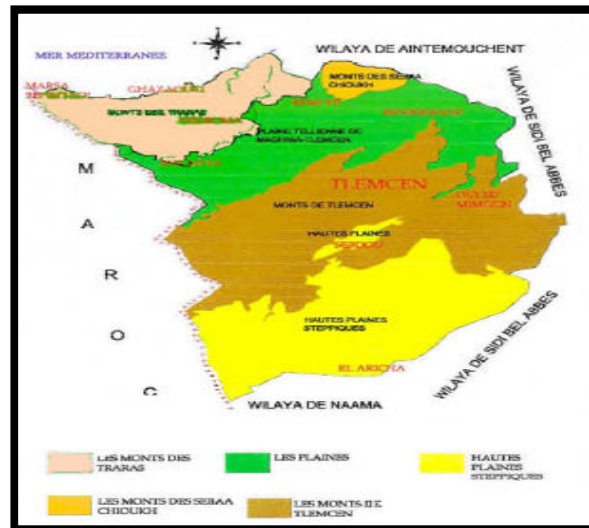 MER MEDITERRANEE
WILAYA DE AINTEMOUCHENT
MONTS DES SEBAA
CHIOUKH
MARSA
GHAZAOUET
MONTS DES TRARAS
PLAINE TELLIENNE DE
MAGHNIA-TLEMCEN
WILAYA DE SIDI BEL ABBES
TLEMCEN
MONTS DE TLEMCEN
OULED
MIMOUN
HAUTES PLAINES
SEBDOU
HAUTES PLAINES
STEPPIQUES
EL ARICHA
WILAYA DE SIDI BEL ABBES
WILAYA DE NAAMA
M
A
R
O
C
LES MONTS DES
TRARAS
LES PLAINES
HAUTES
PLAINES
STEPPIQUES
LES MONTS DES SEBAA
CHIOUKH
LES MONTS DE
TLEMCEN